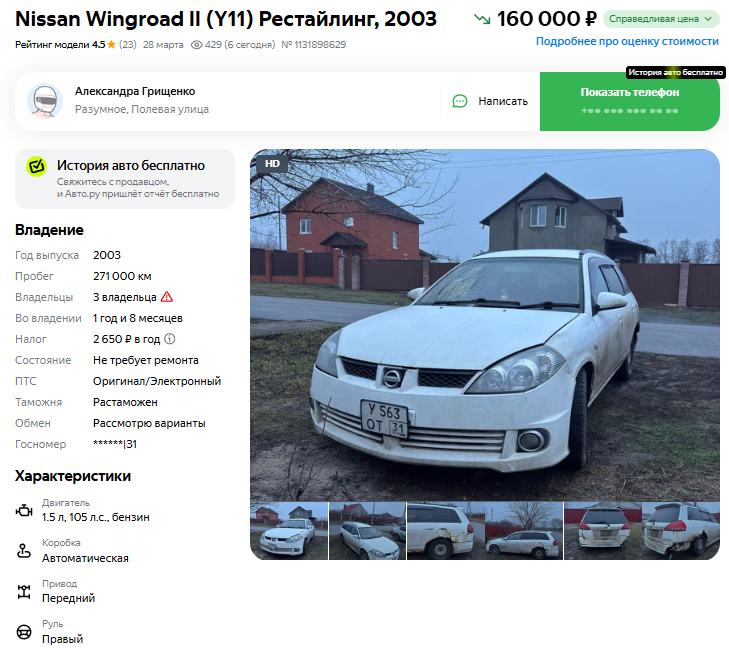 Nissan Wingroad II (Y11) Рестайлинг, 2003
160 000 ₽ Справедливая цена
Рейтинг модели 4.5 (23) 28 марта 429 (6 сегодня) № 1131898629
Подробнее про оценку стоимости
История авто бесплатно
Александра Грищенко
Разумное, Полевая улица
Написать
Показать телефон
История авто бесплатно
Свяжитесь с продавцом,
и Авто.ру пришлёт отчёт бесплатно
HD
Владение
Год выпуска 2003
Пробег 271 000 км
Владельцы 3 владельца
Во владении 1 год и 8 месяцев
Налог 2 650 ₽ в год
Состояние Не требует ремонта
ПТС Оригинал/Электронный
Таможня Растаможен
Обмен Рассмотрю варианты
Госномер ******|31
У 563
ОТ 31
Характеристики
Двигатель
1.5 л, 105 л.с., бензин
Коробка
Автоматическая
Привод
Передний
Руль
Правый